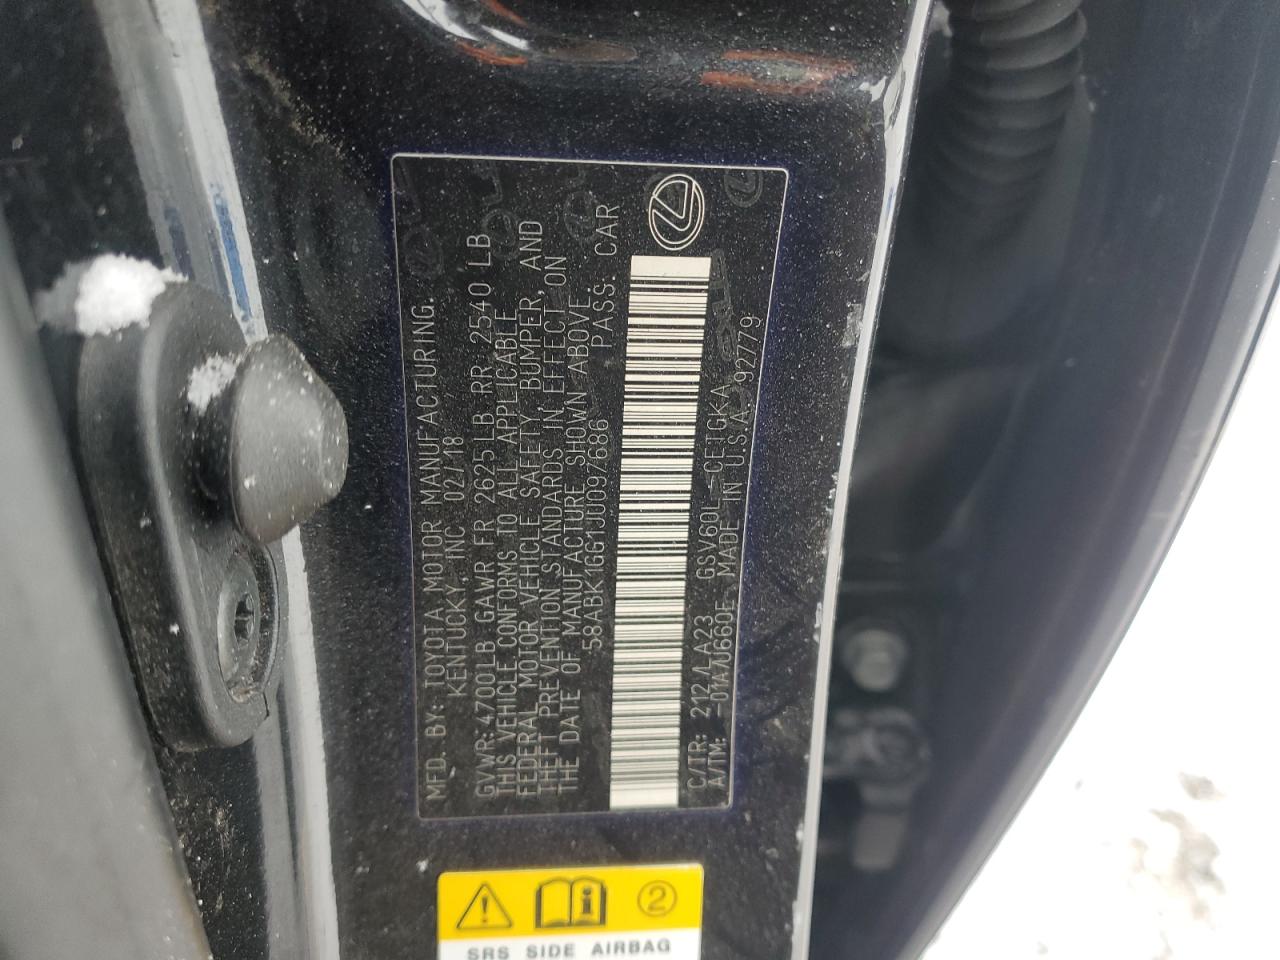 MFD. BY: TOYOTA MOTOR MANUFACTURING.
KENTUCKY, INC 02/18
GVWR: 4700LB GAWR FR 2625 LB RR 2540 LB
THIS VEHICLE CONFORMS TO ALL APPLICABLE
FEDERAL MOTOR VEHICLE SAFETY, BUMPER, AND
THEFT PREVENTION STANDARDS IN EFFECT ON
THE DATE OF MANUFACTURE SHOWN ABOVE.
58ABK1GG1JU097686 PASS. CAR
C/TR: 212 /LA23 GSV60L -CETGKA
A/TM: -01A/U660E MADE IN U.S.A. 92779
2
SRS SIDE AIRBAG